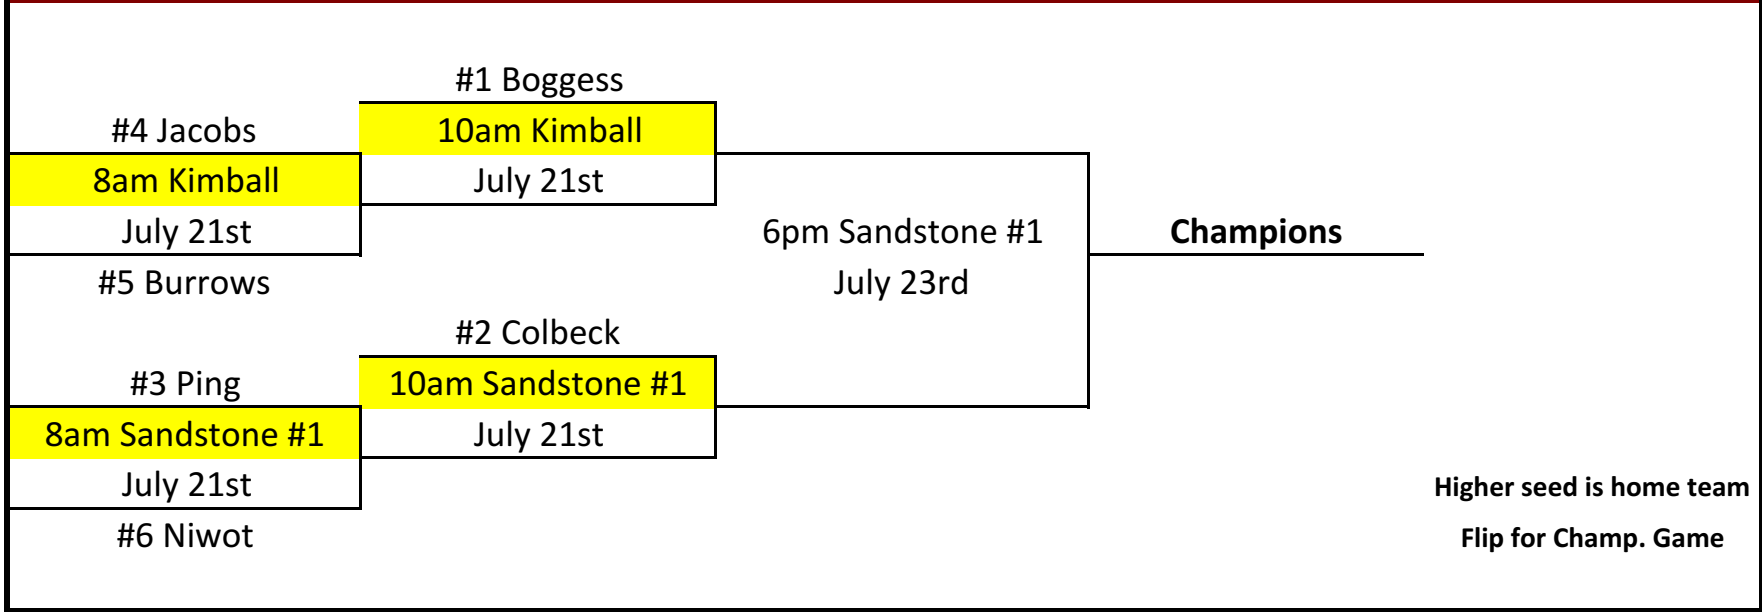 #1 Boggess
#4 Jacobs
10am Kimball
8am Kimball
July 21st
July 21st
6pm Sandstone #1
Champions
#5 Burrows
July 23rd
#2 Colbeck
#3 Ping
10am Sandstone #1
8am Sandstone #1
July 21st
July 21st
Higher seed is home team
#6 Niwot
Flip for Champ. Game